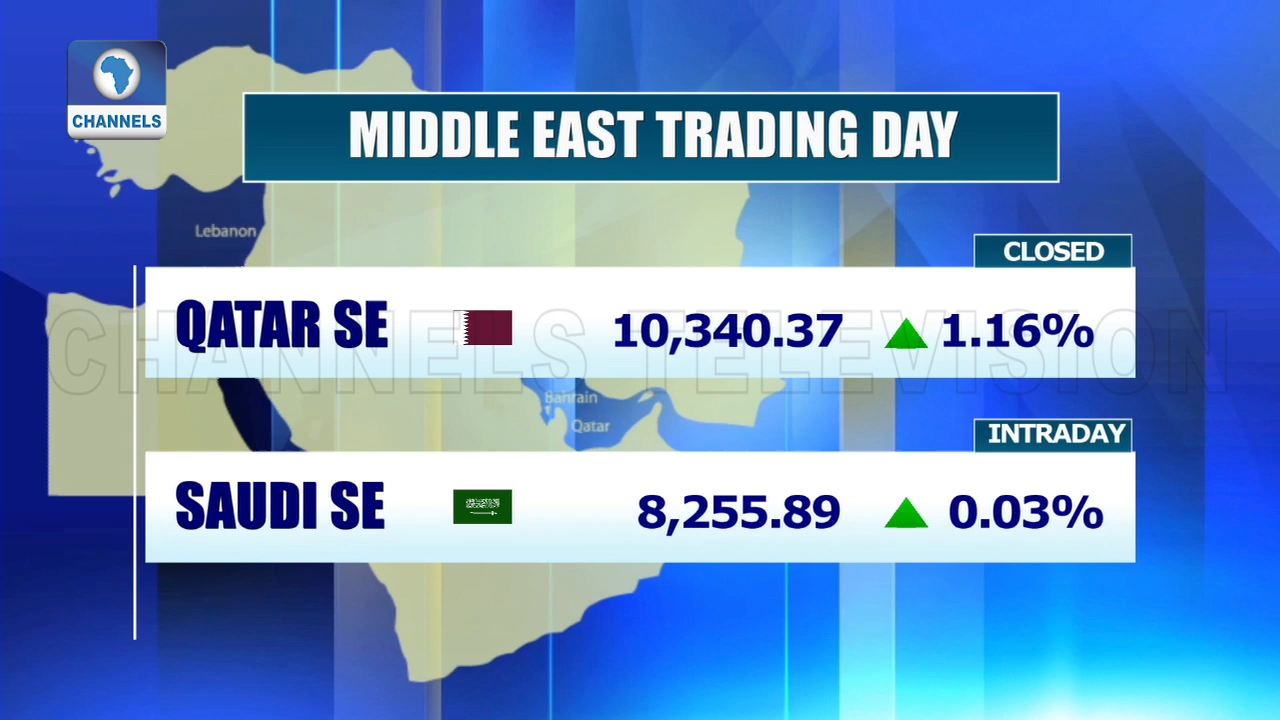 CHANNELS
MIDDLE EAST TRADING DAY
Lebanon
CLOSED
QATAR SE 10,340.37 1.16%
CHANNELS TELEVISION
Bahrain
Qatar
INTRADAY
SAUDI SE 8,255.89 0.03%